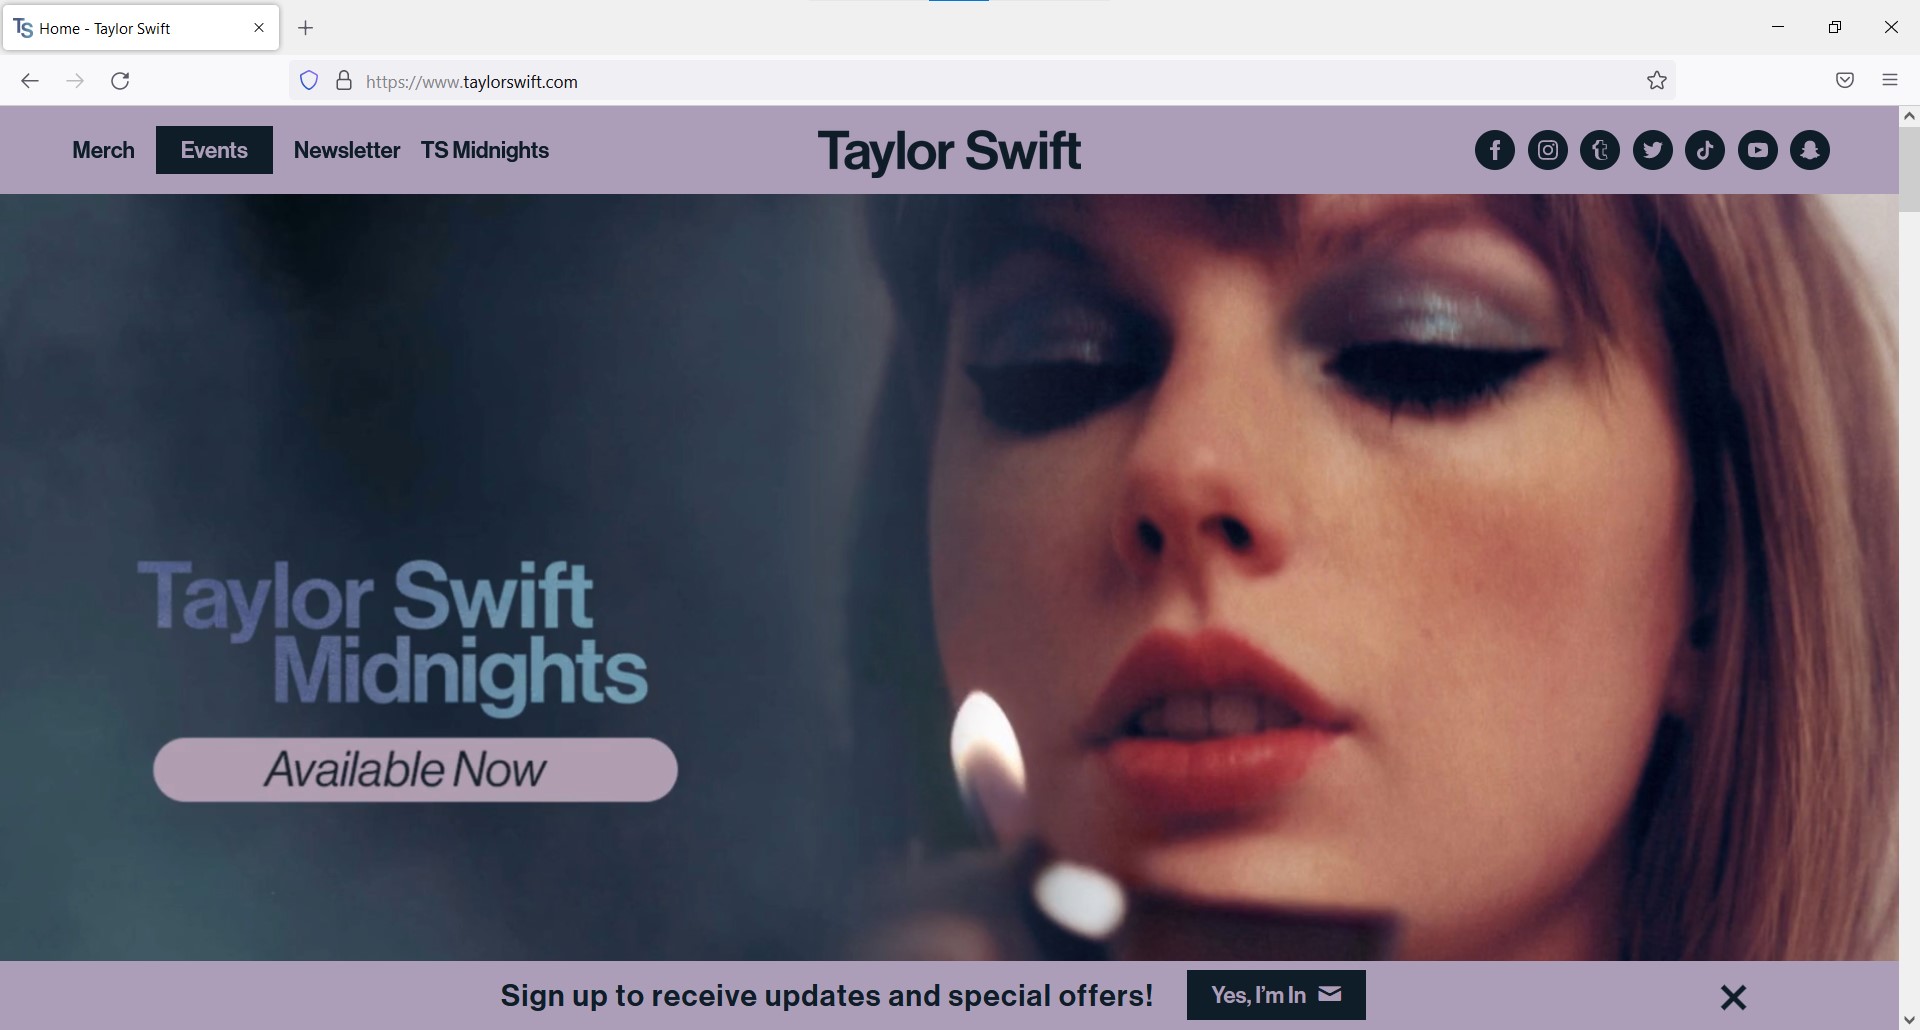 TS Home - Taylor Swift
https://www.taylorswift.com
Merch Events Newsletter TS Midnights Taylor Swift
Taylor Swift
Midnights
Available Now
Sign up to receive updates and special offers! Yes, I'm In